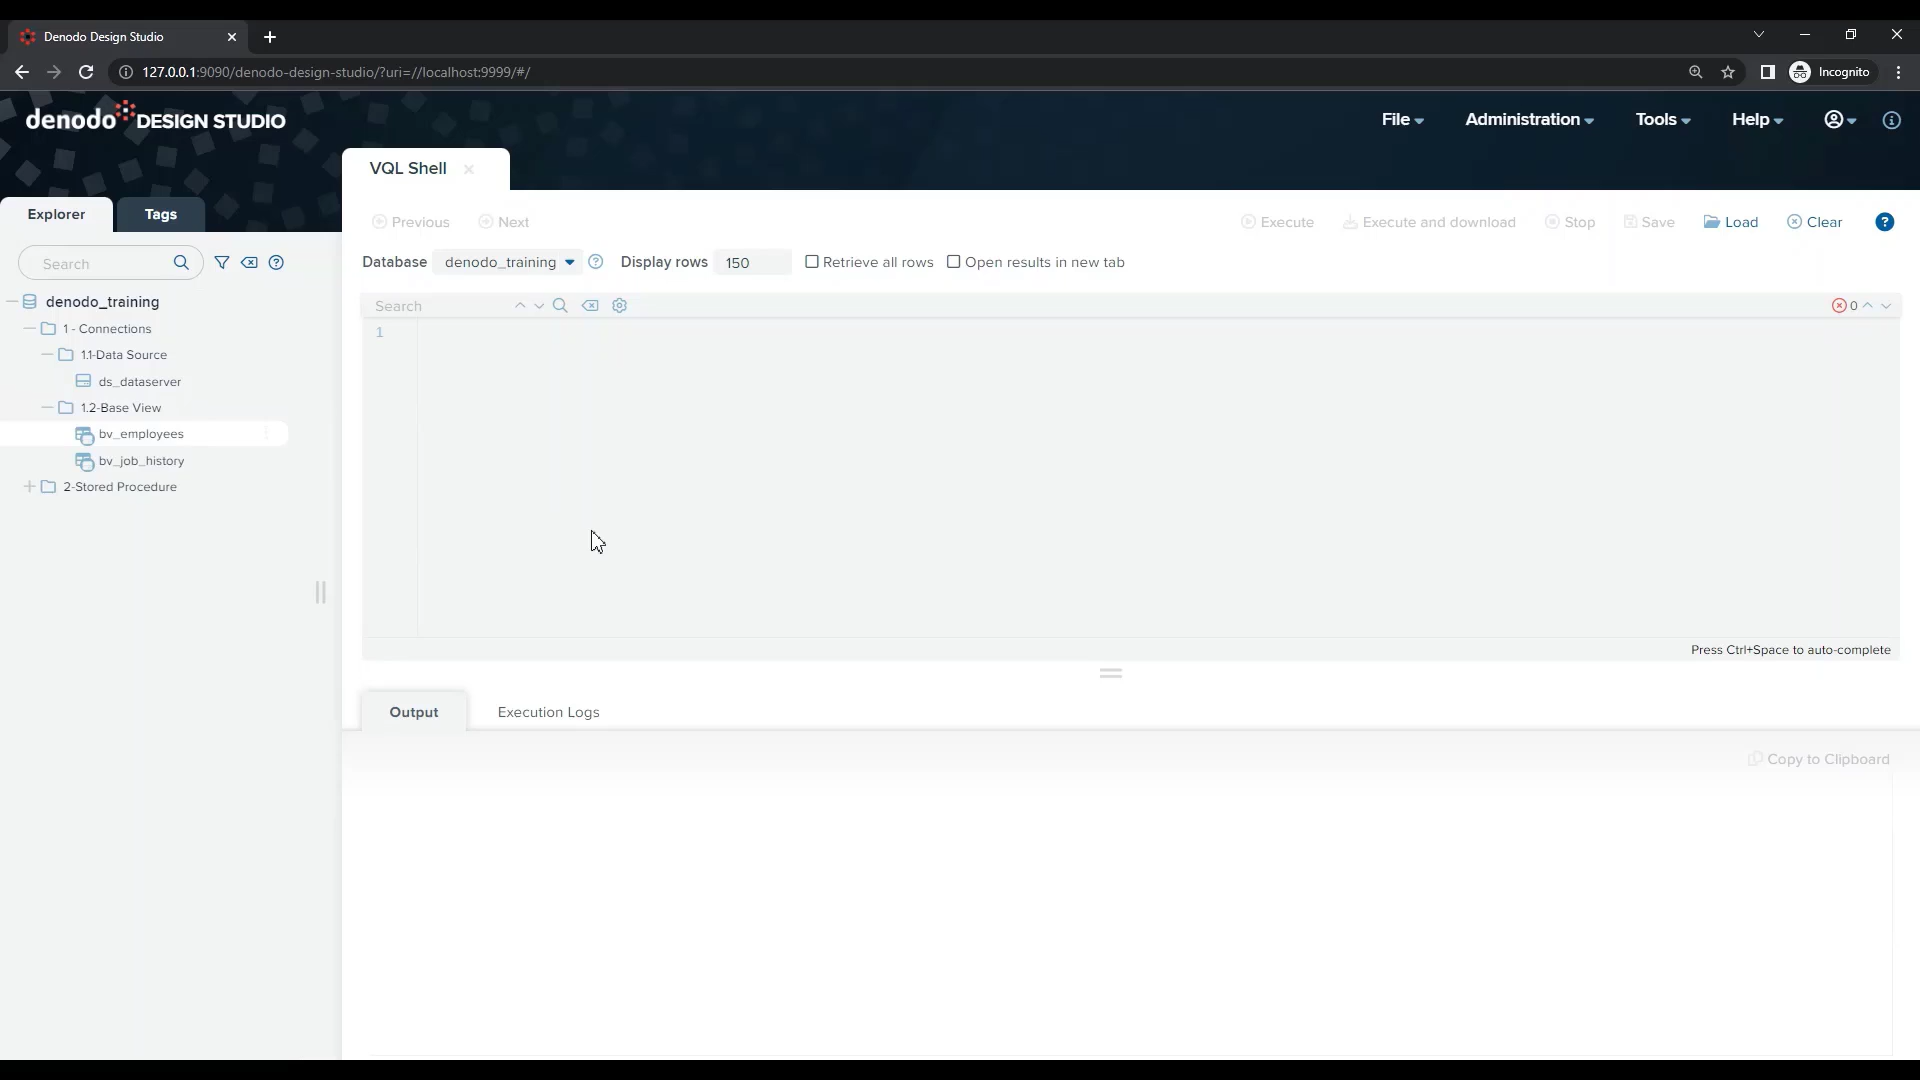 Denodo Design Studio
127.0.0.1:9090/denodo-design-studio/?uri=//localhost:9999/#/
Incognito
denodo DESIGN STUDIO
File
Administration
Tools
Help
VQL Shell
Explorer
Tags
Previous
Next
Execute
Execute and download
Stop
Save
Load
Clear
Search
Database
denodo_training
Display rows
150
Retrieve all rows
Open results in new tab
denodo_training
1 - Connections
1.1-Data Source
ds_dataserver
1.2-Base View
bv_employees
bv_job_history
2-Stored Procedure
Search
0
1
Press Ctrl+Space to auto-complete
Output
Execution Logs
Copy to Clipboard